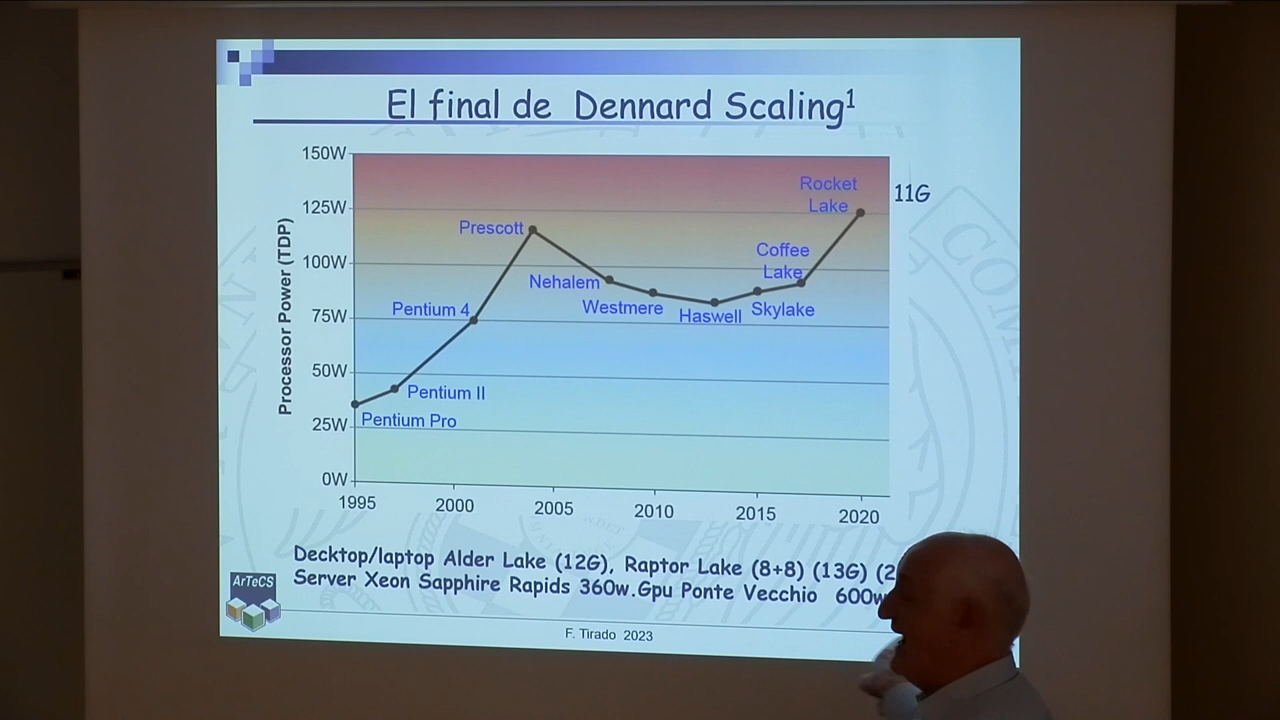 El final de Dennard Scaling¹
150W
125W
100W
75W
50W
25W
0W
Processor Power (TDP)
Rocket
Lake
11G
Prescott
Coffee
Lake
Nehalem
Westmere
Haswell
Skylake
Pentium 4
Pentium II
Pentium Pro
1995
2000
2005
2010
2015
2020
Decktop/laptop Alder Lake (12G), Raptor Lake (8+8) (13G) (2
Server Xeon Sapphire Rapids 360w.Gpu Ponte Vecchio 600w
ArTeCS
F. Tirado 2023